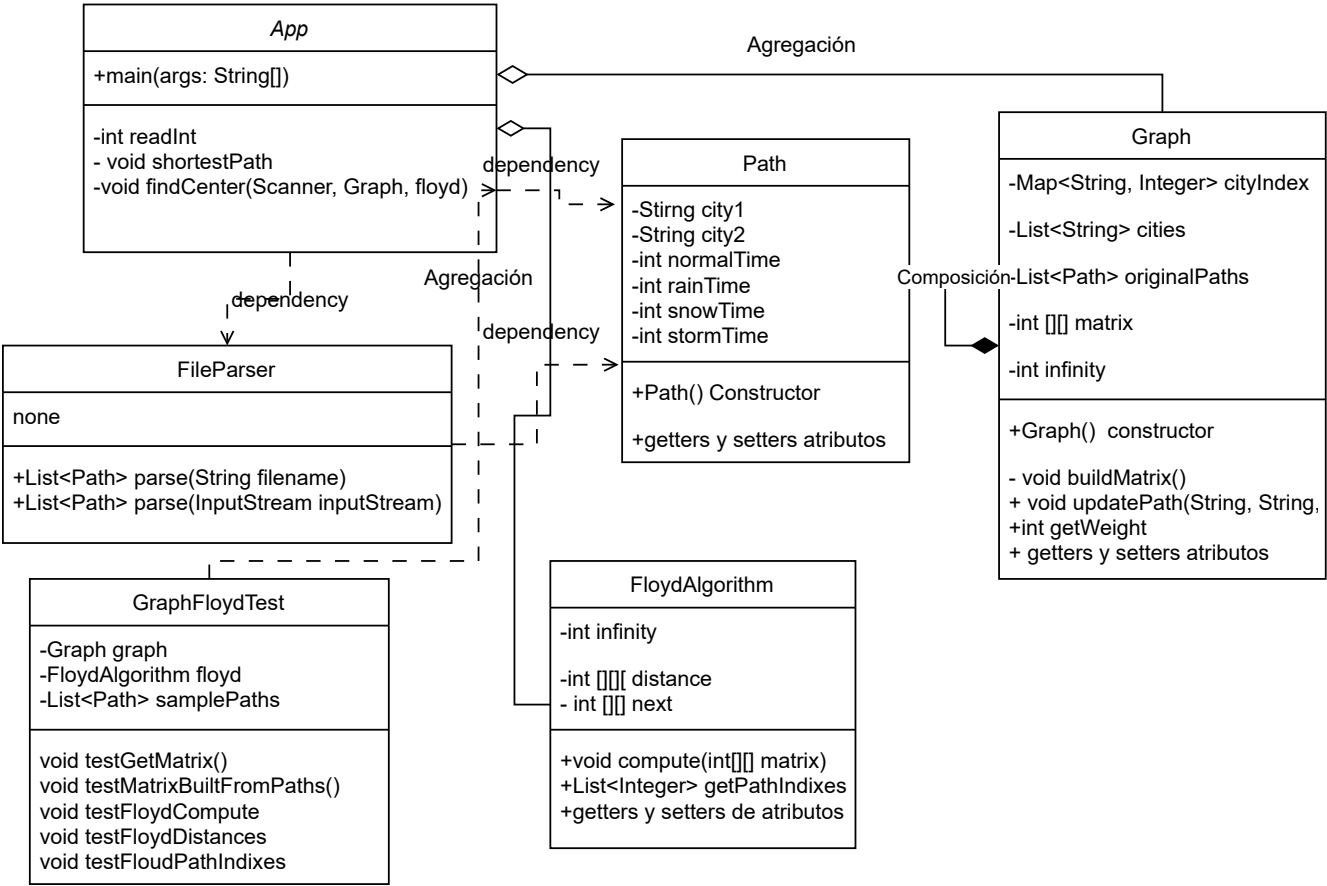 App
+main(args: String[])
-int readInt
- void shortestPath
-void findCenter(Scanner, Graph, floyd)
Agregación
dependency
Agregación
dependency
dependency
Path
-Stirng city1
-String city2
-int normalTime
-int rainTime
-int snowTime
-int stormTime
+Path() Constructor
+getters y setters atributos
Composición
Graph
-Map<String, Integer> cityIndex
-List<String> cities
-List<Path> originalPaths
-int [][] matrix
-int infinity
+Graph()  constructor
- void buildMatrix()
+ void updatePath(String, String,
+int getWeight
+ getters y setters atributos
FileParser
none
+List<Path> parse(String filename)
+List<Path> parse(InputStream inputStream)
GraphFloydTest
-Graph graph
-FloydAlgorithm floyd
-List<Path> samplePaths
void testGetMatrix()
void testMatrixBuiltFromPaths()
void testFloydCompute
void testFloydDistances
void testFloudPathIndixes
FloydAlgorithm
-int infinity
-int [][][ distance
- int [][] next
+void compute(int[][] matrix)
+List<Integer> getPathIndixes
+getters y setters de atributos